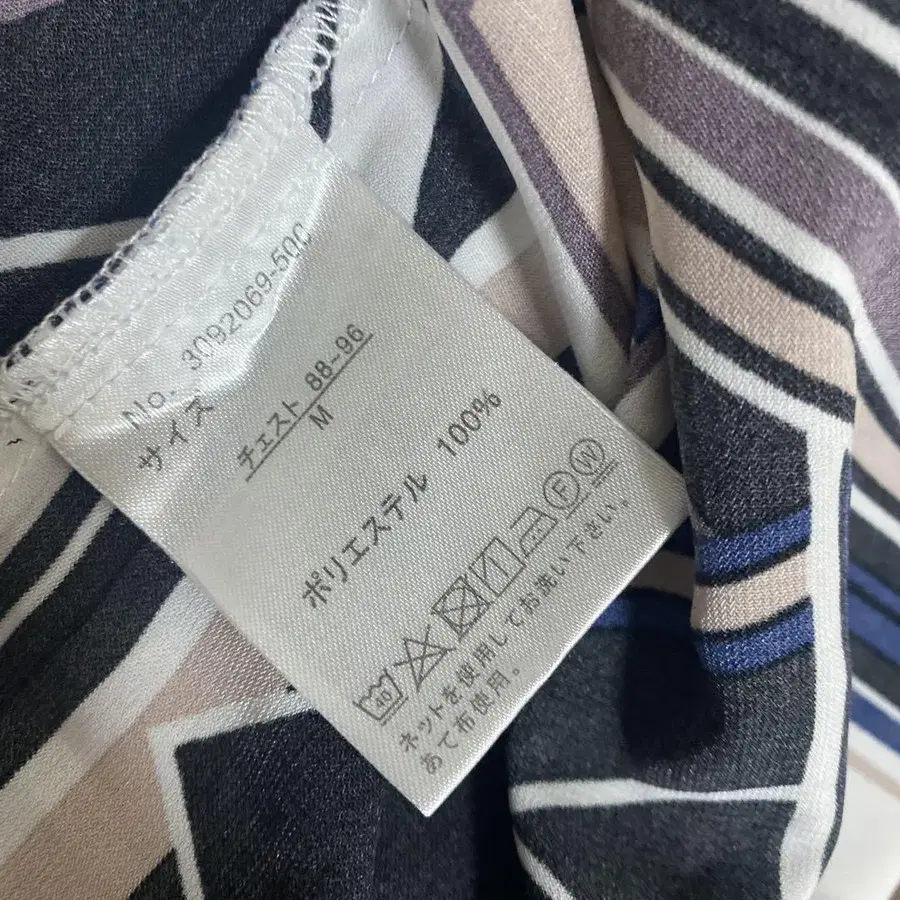 No. 3092069-500
サイズ
チェスト 88-96
M
ポリエステル 100%
40 F W
ネットを使用してお洗い下さい。
あて布使用。